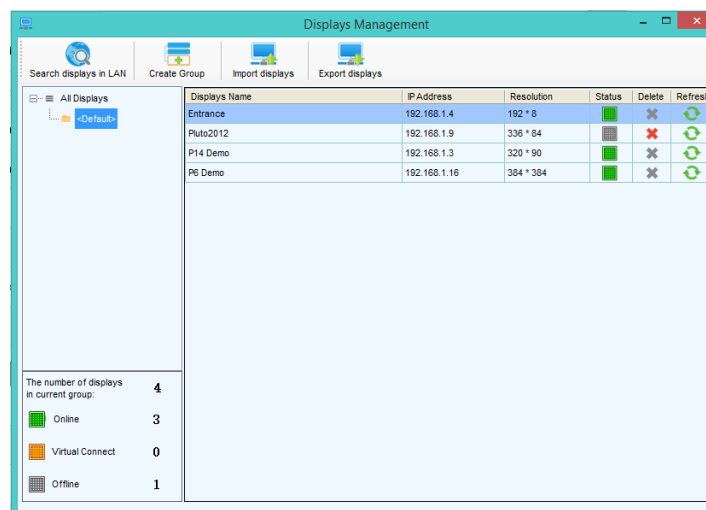 Displays Management
Search displays in LAN Create Group Import displays Export displays
All Displays
<Default>
Displays Name IP Address Resolution Status Delete Refresh
Entrance 192.168.1.4 192 * 8
Pluto2012 192.168.1.9 336 * 84
P14 Demo 192.168.1.3 320 * 90
P6 Demo 192.168.1.16 384 * 384
The number of displays
in current group: 4
Online 3
Virtual Connect 0
Offline 1